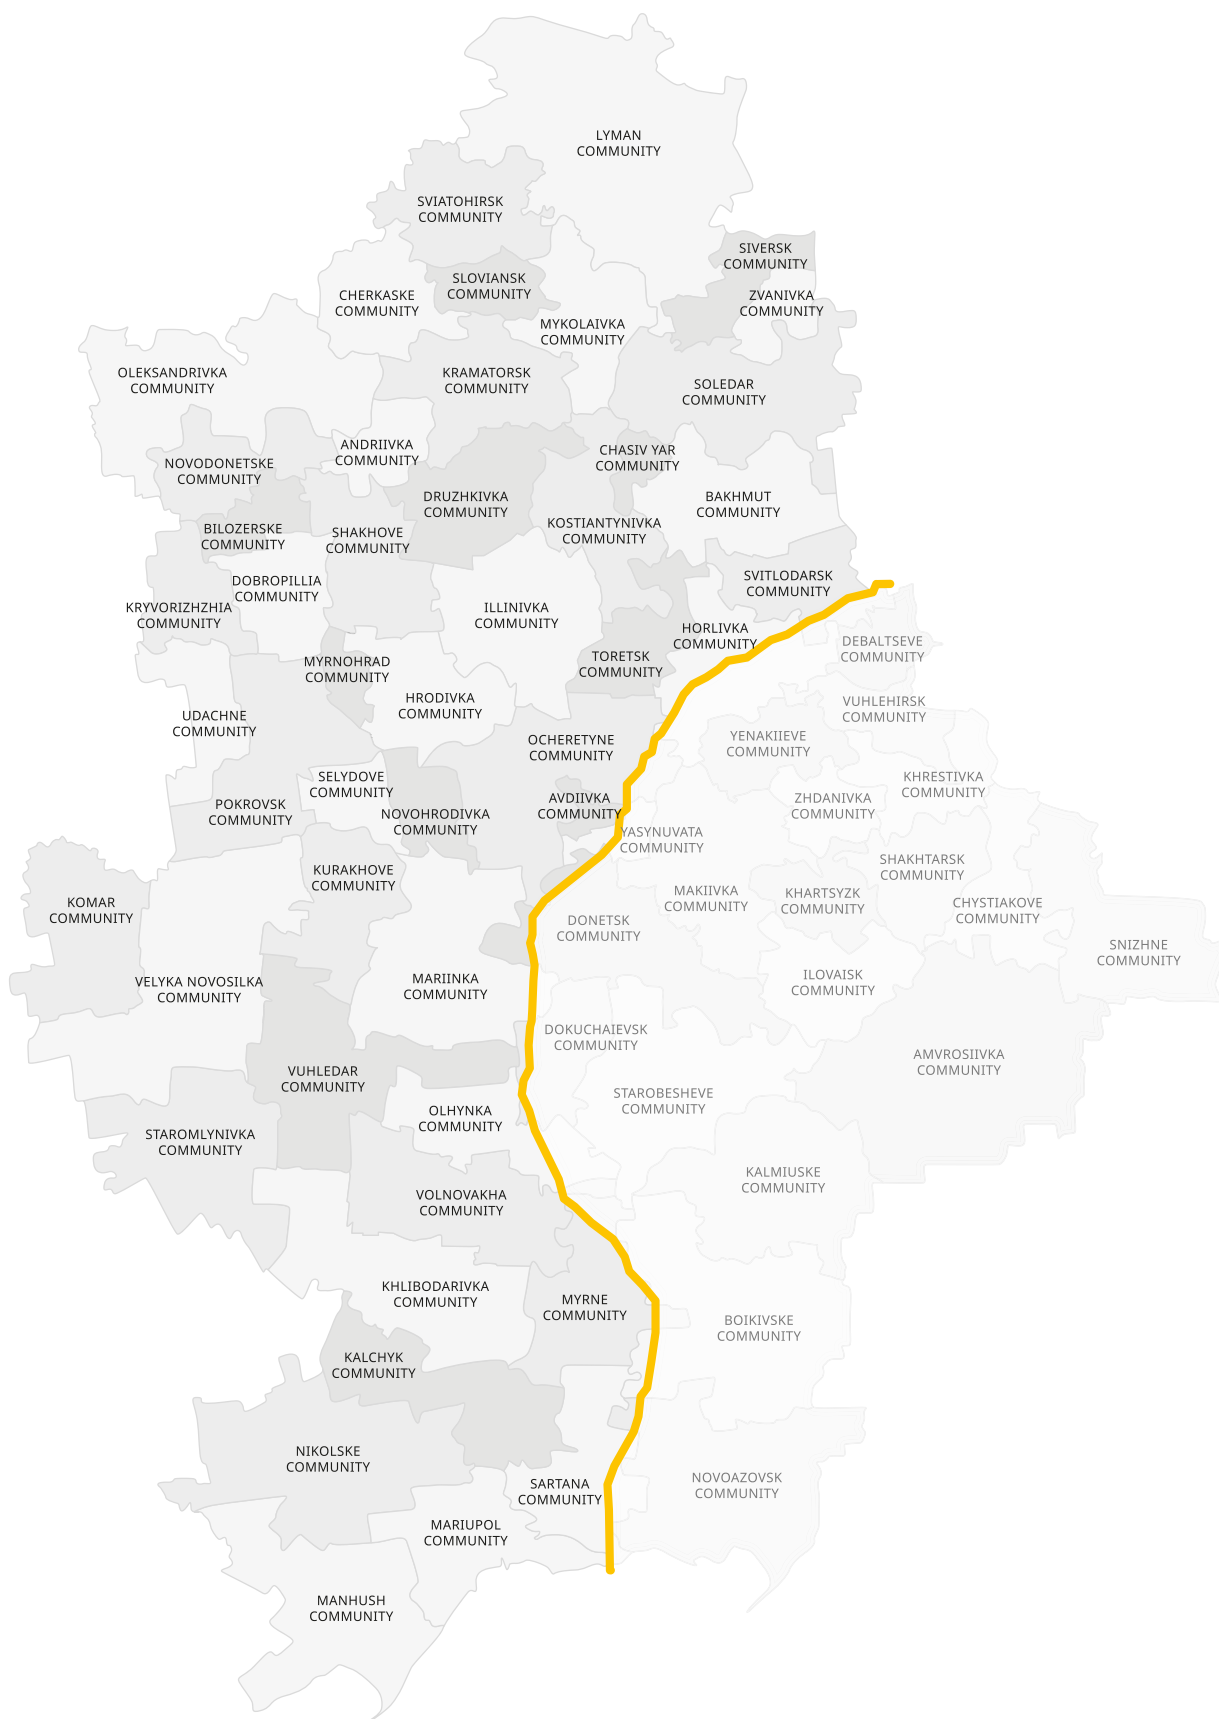 LYMAN
COMMUNITY
SVIATOHIRSK
COMMUNITY
SIVERSK
COMMUNITY
SLOVIANSK
COMMUNITY
CHERKASKE
COMMUNITY
ZVANIVKA
COMMUNITY
MYKOLAIVKA
COMMUNITY
OLEKSANDRIVKA
COMMUNITY
KRAMATORSK
COMMUNITY
SOLEDAR
COMMUNITY
ANDRIIVKA
COMMUNITY
CHASIV YAR
COMMUNITY
NOVODONETSKE
COMMUNITY
DRUZHKIVKA
COMMUNITY
BAKHMUT
COMMUNITY
BILOZERSKE
COMMUNITY
SHAKHOVE
COMMUNITY
KOSTIANTYNIVKA
COMMUNITY
DOBROPILLIA
COMMUNITY
SVITLODARSK
COMMUNITY
KRYVORIZHZHIA
COMMUNITY
ILLINIVKA
COMMUNITY
HORLIVKA
COMMUNITY
DEBALTSEVE
COMMUNITY
MYRNOHRAD
COMMUNITY
TORETSK
COMMUNITY
HRODIVKA
COMMUNITY
VUHLEHIRSK
COMMUNITY
UDACHNE
COMMUNITY
OCHERETYNE
COMMUNITY
YENAKIIEVE
COMMUNITY
SELYDOVE
COMMUNITY
KHRESTIVKA
COMMUNITY
POKROVSK
COMMUNITY
NOVOHRODIVKA
COMMUNITY
AVDIIVKA
COMMUNITY
ZHDANIVKA
COMMUNITY
YASYNUVATA
COMMUNITY
KURAKHOVE
COMMUNITY
SHAKHTARSK
COMMUNITY
KOMAR
COMMUNITY
MAKIIVKA
COMMUNITY
KHARTSYZK
COMMUNITY
CHYSTIAKOVE
COMMUNITY
DONETSK
COMMUNITY
SNIZHNE
COMMUNITY
VELYKA NOVOSILKA
COMMUNITY
MARIINKA
COMMUNITY
ILOVAISK
COMMUNITY
DOKUCHAIEVSK
COMMUNITY
AMVROSIIVKA
COMMUNITY
VUHLEDAR
COMMUNITY
STAROBESHEVE
COMMUNITY
OLHYNKA
COMMUNITY
STAROMLYNIVKA
COMMUNITY
KALMIUSKE
COMMUNITY
VOLNOVAKHA
COMMUNITY
KHLIBODARIVKA
COMMUNITY
MYRNE
COMMUNITY
BOIKIVSKE
COMMUNITY
KALCHYK
COMMUNITY
NIKOLSKE
COMMUNITY
SARTANA
COMMUNITY
NOVOAZOVSK
COMMUNITY
MARIUPOL
COMMUNITY
MANHUSH
COMMUNITY